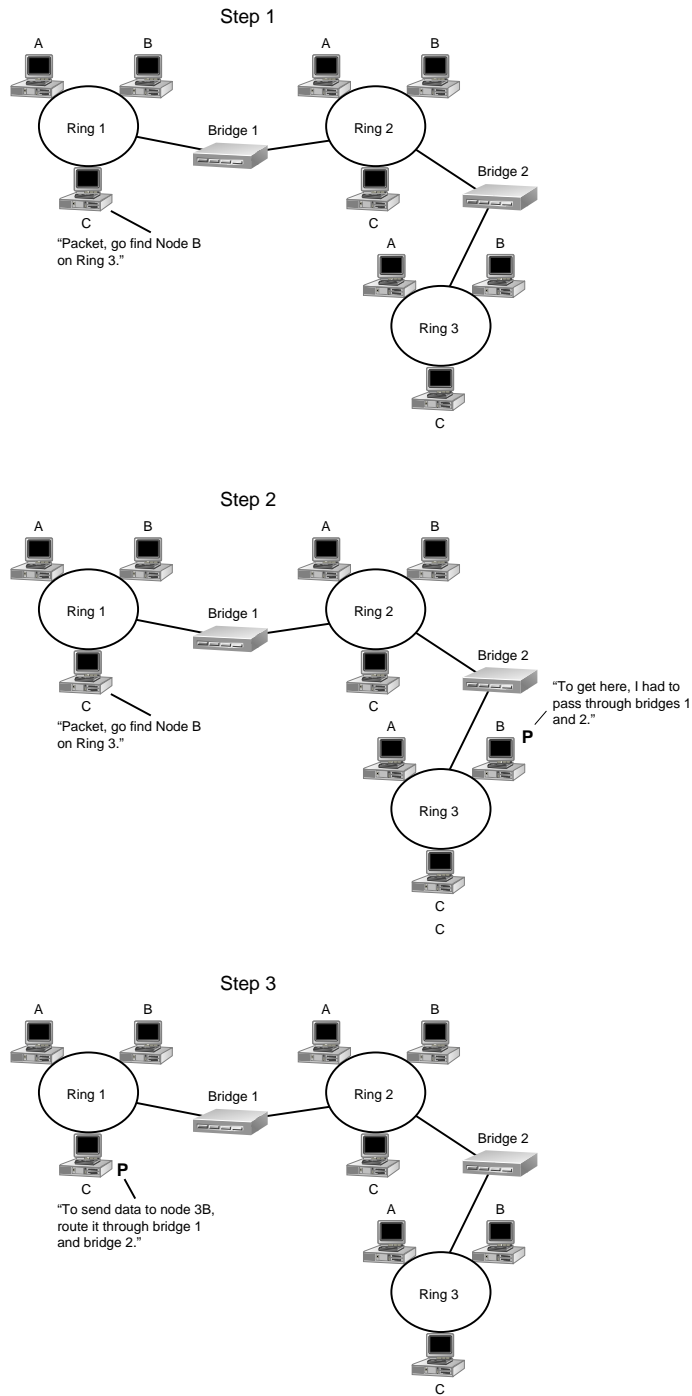 Step 1
A
B
A
B
Ring 1
Bridge 1
Ring 2
Bridge 2
C
C
“Packet, go find Node B
on Ring 3.”
A
B
Ring 3
C
Step 2
A
B
A
B
Ring 1
Bridge 1
Ring 2
Bridge 2
C
C
“Packet, go find Node B
on Ring 3.”
“To get here, I had to
pass through bridges 1
and 2.”
A
B
P
Ring 3
C
C
Step 3
A
B
A
B
Ring 1
Bridge 1
Ring 2
Bridge 2
P
C
C
“To send data to node 3B,
route it through bridge 1
and bridge 2.”
A
B
Ring 3
C